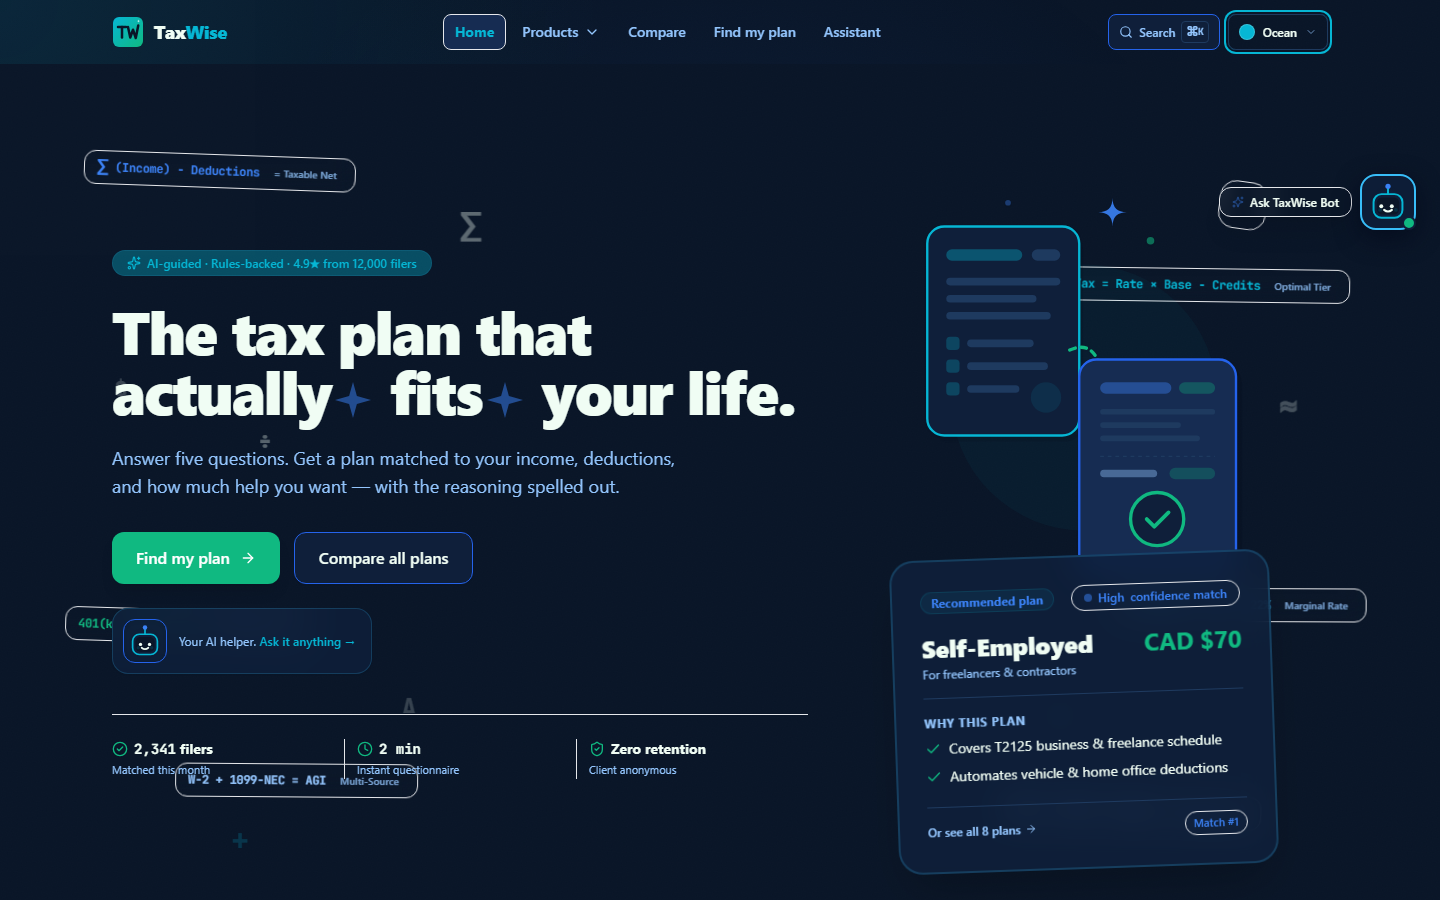 TW TaxWise
Home
Products
Compare
Find my plan
Assistant
Search ⌘K
Ocean
∑ (Income) - Deductions = Taxable Net
∑
Ask TaxWise Bot
AI-guided · Rules-backed · 4.9★ from 12,000 filers
= Rate × Base - Credits Optimal Tier
The tax plan that
actually fits your life.
≈
÷
Answer five questions. Get a plan matched to your income, deductions,
and how much help you want — with the reasoning spelled out.
Find my plan →
Compare all plans
Recommended plan
High confidence match
Marginal Rate
Your AI helper. Ask it anything →
Self-Employed
CAD $70
For freelancers & contractors
Δ
WHY THIS PLAN
Covers T2125 business & freelance schedule
Automates vehicle & home office deductions
2,341 filers
Matched this month
2 min
Instant questionnaire
Zero retention
Client anonymous
W-2 + 1099-NEC = AGI Multi-Source
Or see all 8 plans →
Match #1
+